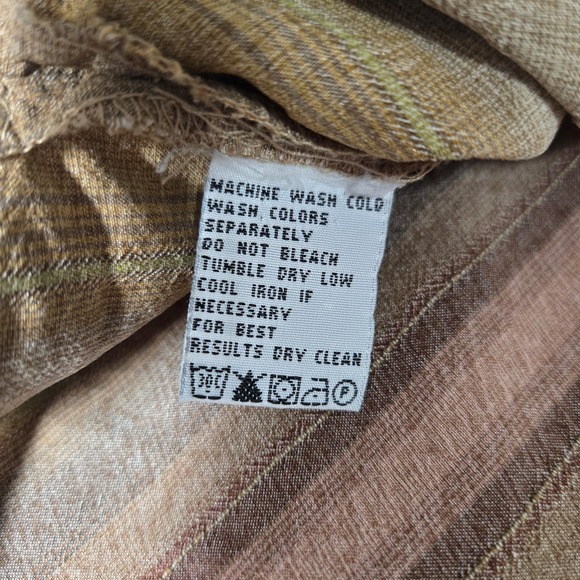 MACHINE WASH COLD
WASH COLORS
SEPARATELY
DO NOT BLEACH
TUMBLE DRY LOW
COOL IRON IF
NECESSARY
FOR BEST
RESULTS DRY CLEAN
30C P